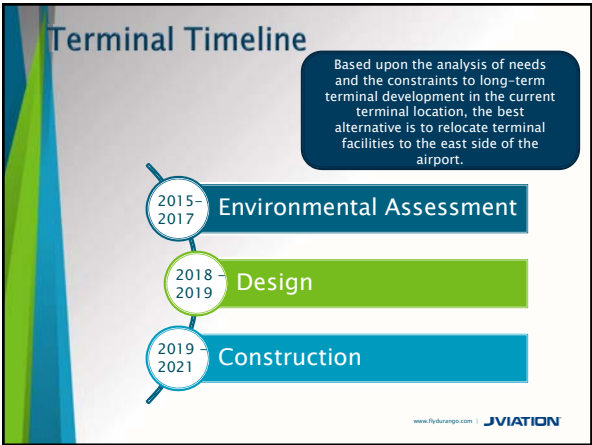 Terminal Timeline
Based upon the analysis of needs
and the constraints to long-term
terminal development in the current
terminal location, the best
alternative is to relocate terminal
facilities to the east side of the
airport.
2015-
2017
Environmental Assessment
2018 -
2019
Design
2019 -
2021
Construction
www.flydurango.com | JVIATION